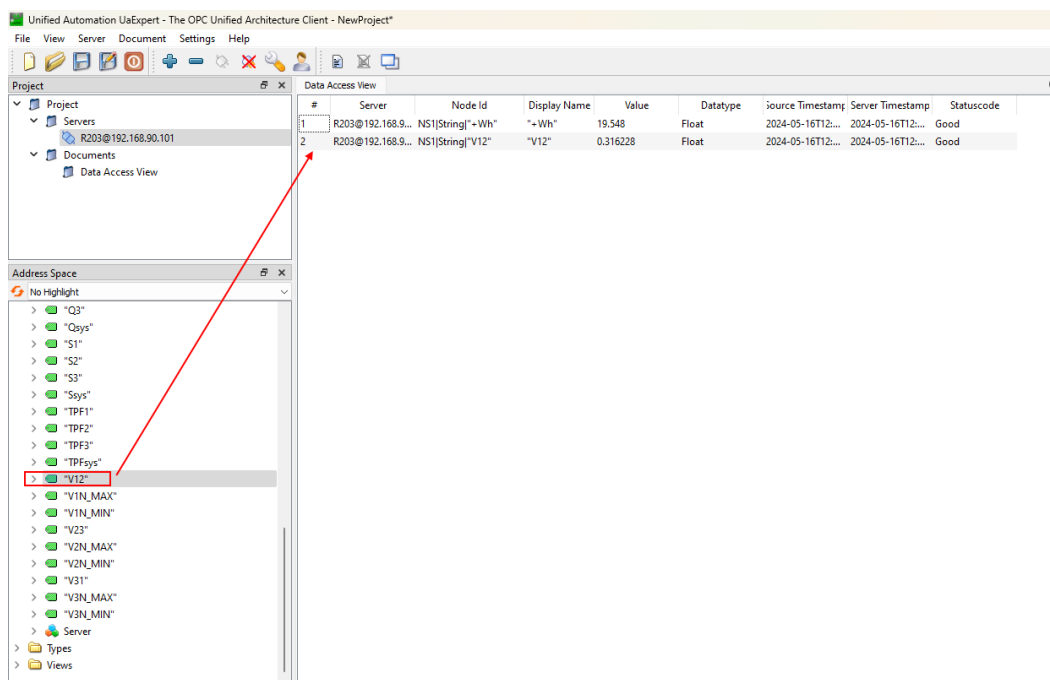 Unified Automation UaExpert - The OPC Unified Architecture Client - NewProject*
File View Server Document Settings Help
Project
Project
Servers
R203@192.168.90.101
Documents
Data Access View
Data Access View
# Server Node Id Display Name Value Datatype Source Timestamp Server Timestamp Statuscode
1 R203@192.168.9... NS1|String|"+Wh" "+Wh" 19.548 Float 2024-05-16T12:... 2024-05-16T12:... Good
2 R203@192.168.9... NS1|String|"V12" "V12" 0.316228 Float 2024-05-16T12:... 2024-05-16T12:... Good
Address Space
No Highlight
"Q3"
"Qsys"
"S1"
"S2"
"S3"
"Ssys"
"TPF1"
"TPF2"
"TPF3"
"TPFsys"
"V12"
"V1N_MAX"
"V1N_MIN"
"V23"
"V2N_MAX"
"V2N_MIN"
"V31"
"V3N_MAX"
"V3N_MIN"
Server
Types
Views